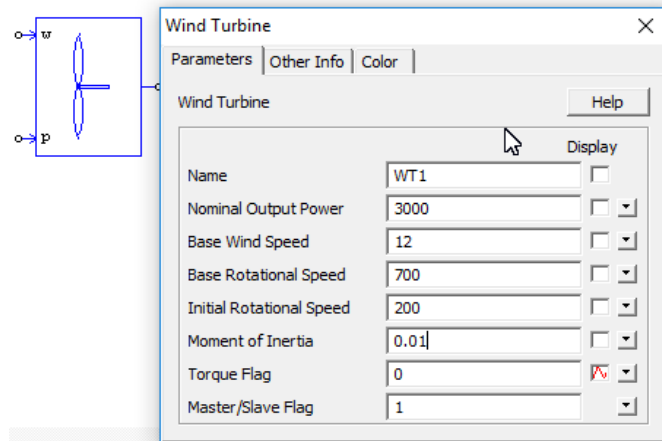 Wind Turbine
w
Parameters Other Info Color
Wind Turbine Help
p
Display
Name WT1
Nominal Output Power 3000
Base Wind Speed 12
Base Rotational Speed 700
Initial Rotational Speed 200
Moment of Inertia 0.01
Torque Flag 0
Master/Slave Flag 1